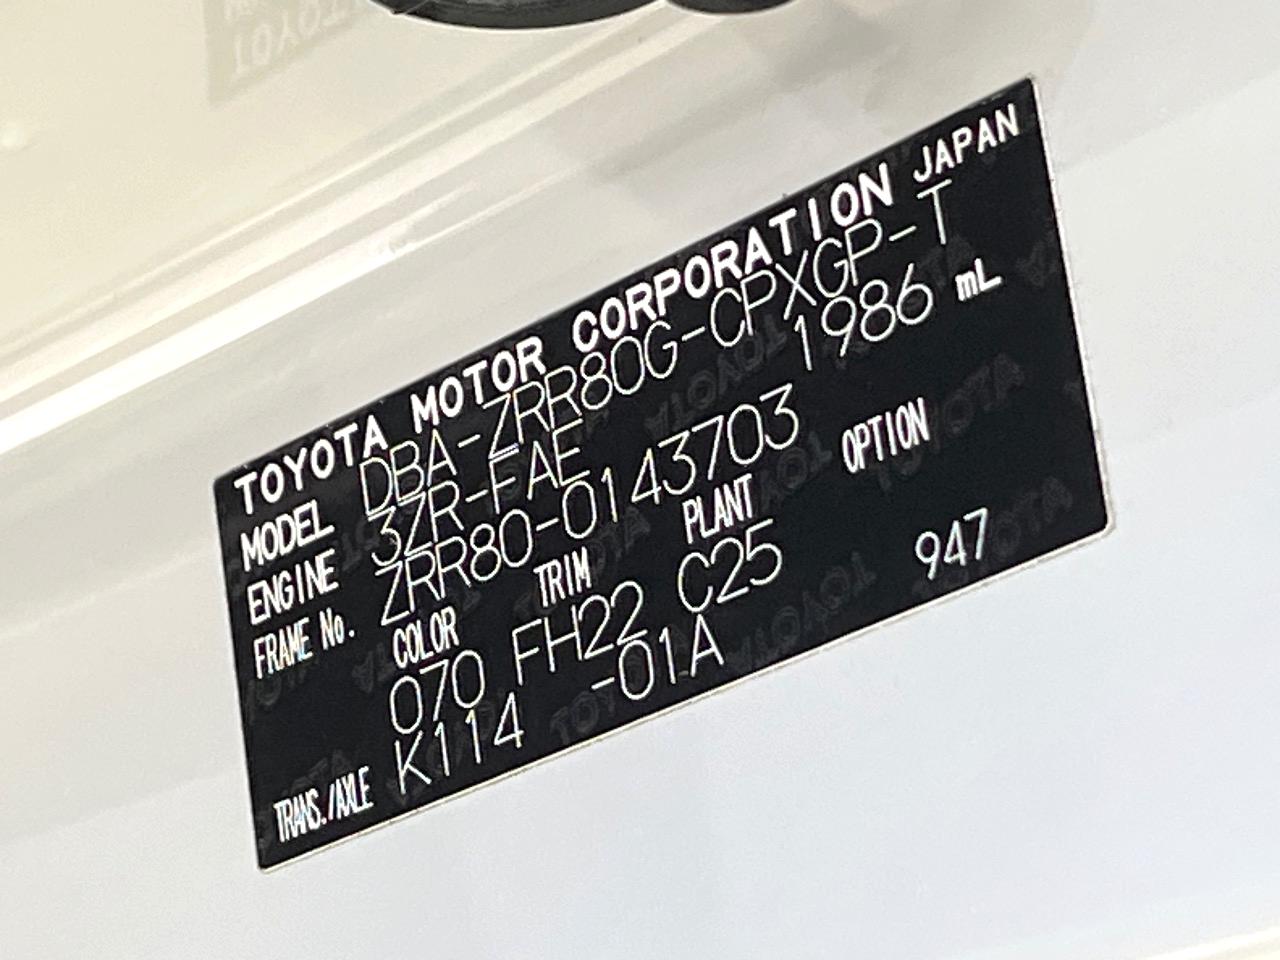 TOYOTA MOTOR CORPORATION JAPAN
MODEL DBA-ZRR80G-CPXGP-T
ENGINE 3ZR-FAE 1986 mL
FRAME No. ZRR80-0143703
COLOR TRIM PLANT OPTION
070 FH22 C25 947
TRANS./AXLE K114 -01A